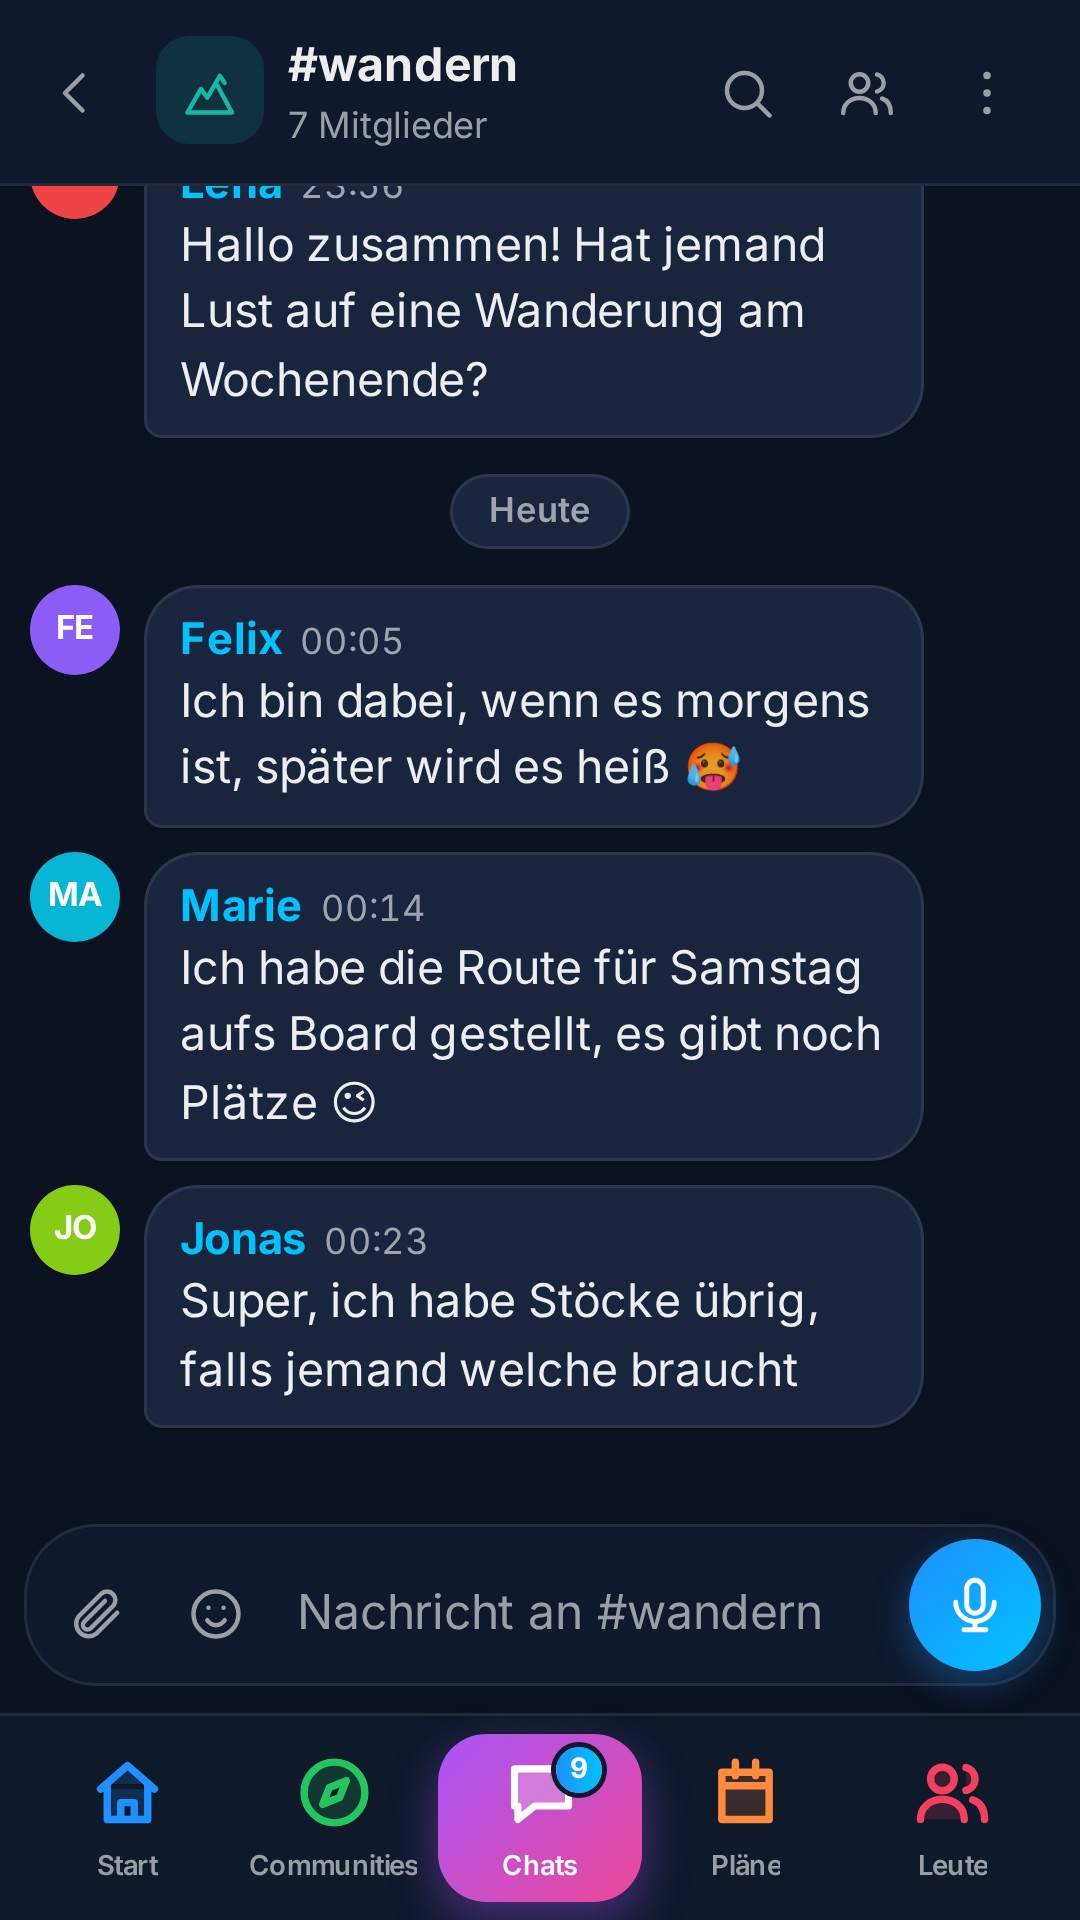 #wandern
7 Mitglieder
Lena 23:56
Hallo zusammen! Hat jemand
Lust auf eine Wanderung am
Wochenende?
Heute
FE
Felix 00:05
Ich bin dabei, wenn es morgens
ist, später wird es heiß 🥵
MA
Marie 00:14
Ich habe die Route für Samstag
aufs Board gestellt, es gibt noch
Plätze 😉
JO
Jonas 00:23
Super, ich habe Stöcke übrig,
falls jemand welche braucht
Nachricht an #wandern
9
Start
Communities
Chats
Pläne
Leute